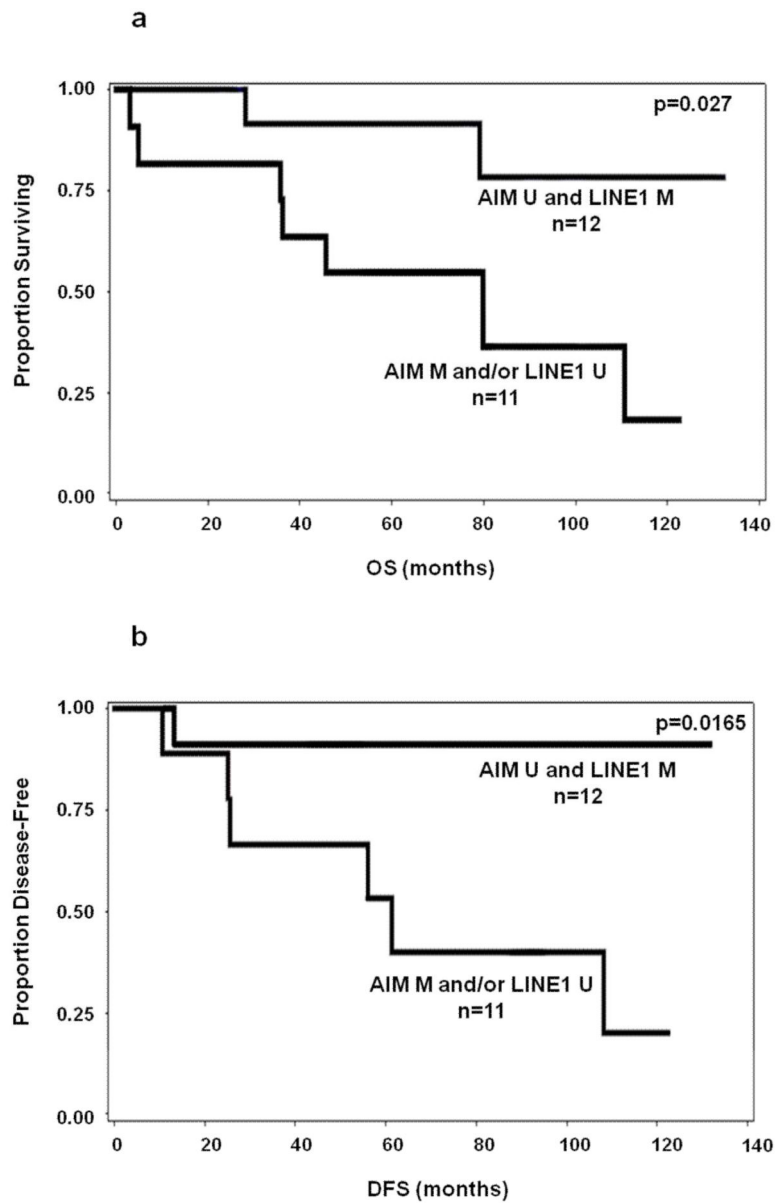 a
1.00
p=0.027
0.75
AIM U and LINE1 M
n=12
Proportion Surviving
0.50
AIM M and/or LINE1 U
n=11
0.25
0.00
0 20 40 60 80 100 120 140
OS (months)
b
1.00
p=0.0165
AIM U and LINE1 M
n=12
0.75
Proportion Disease-Free
0.50
AIM M and/or LINE1 U
n=11
0.25
0.00
0 20 40 60 80 100 120 140
DFS (months)